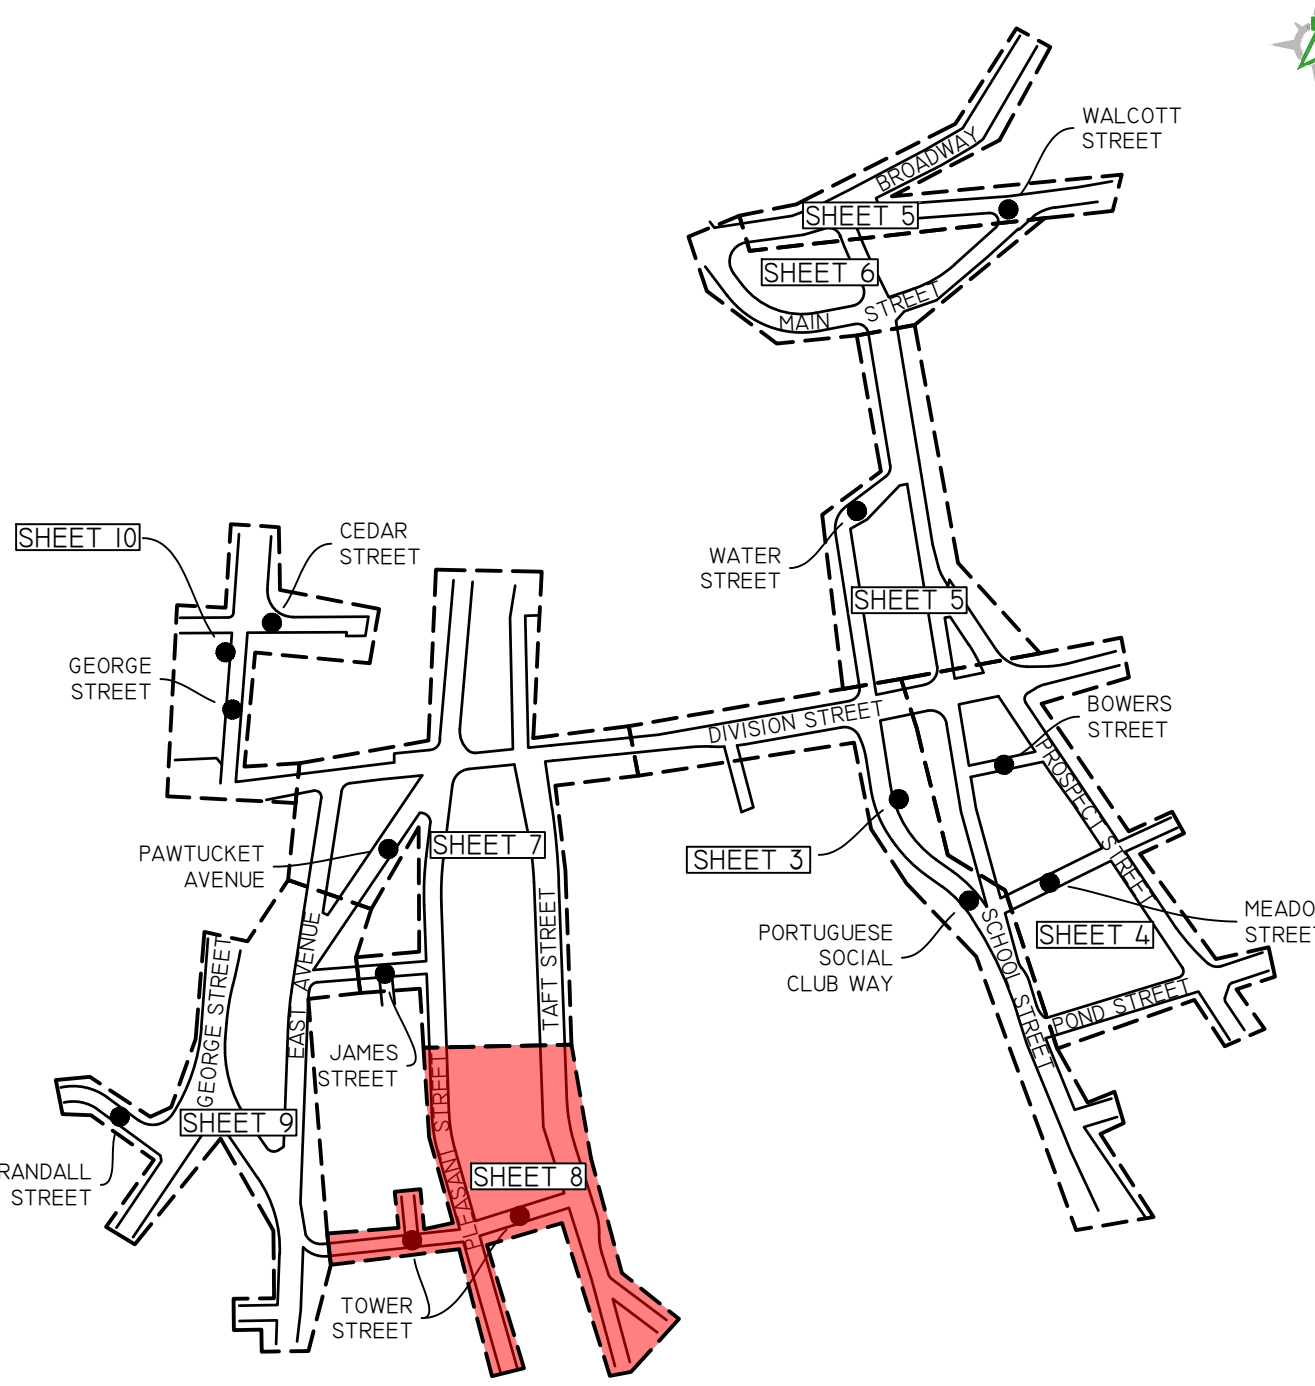 WALCOTT
STREET
BROADWAY
SHEET 5
SHEET 6
MAIN STREET
SHEET 10
CEDAR
STREET
WATER
STREET
SHEET 5
GEORGE
STREET
DIVISION STREET
BOWERS
STREET
PROSPECT STREET
PAWTUCKET
AVENUE
SHEET 7
SHEET 3
MEADO
STREET
PORTUGUESE
SOCIAL
CLUB WAY
SHEET 4
SCHOOL STREET
POND STREET
GEORGE STREET
EAST AVENUE
TAFT STREET
JAMES
STREET
PLEASANT STREET
SHEET 9
RANDALL
STREET
SHEET 8
TOWER
STREET